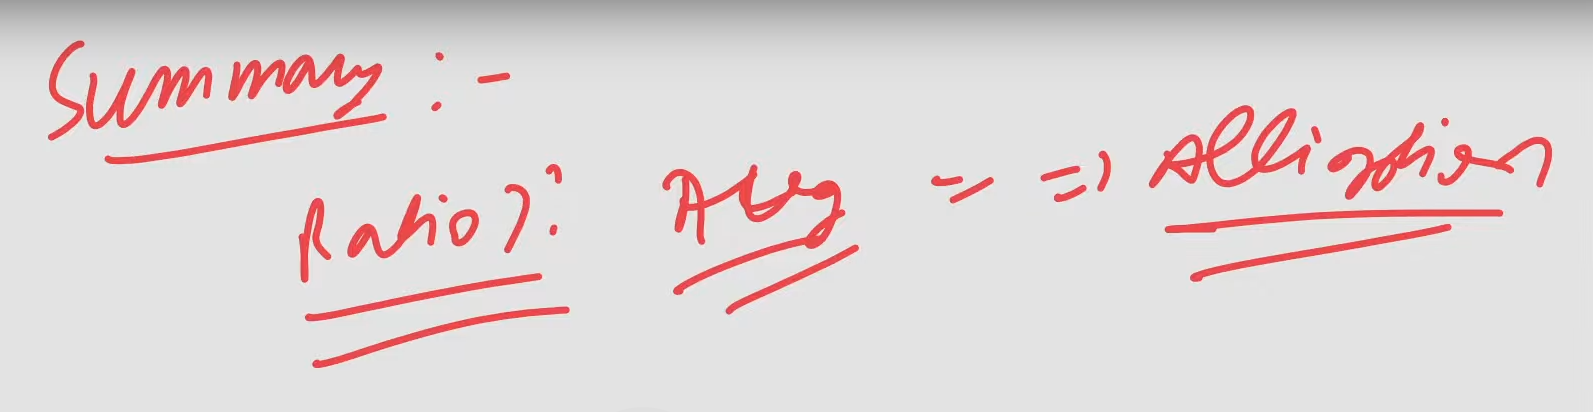 Summary :-
Ratio ?? Avg -- => Alligation